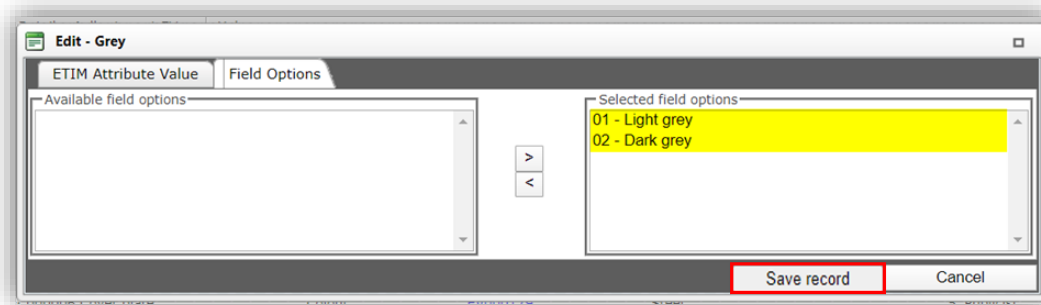 Edit - Grey
ETIM Attribute Value
Field Options
Available field options
Selected field options
01 - Light grey
02 - Dark grey
>
<
Save record
Cancel